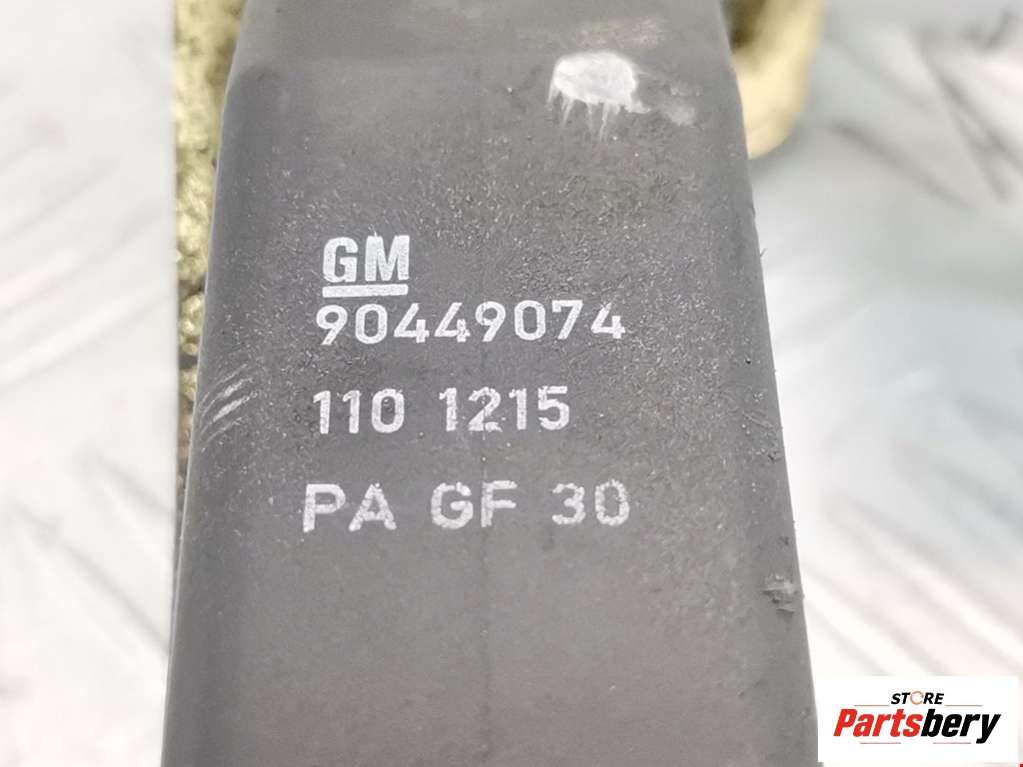 GM
90449074
110 1215
PA GF 30
STORE
Partsbery